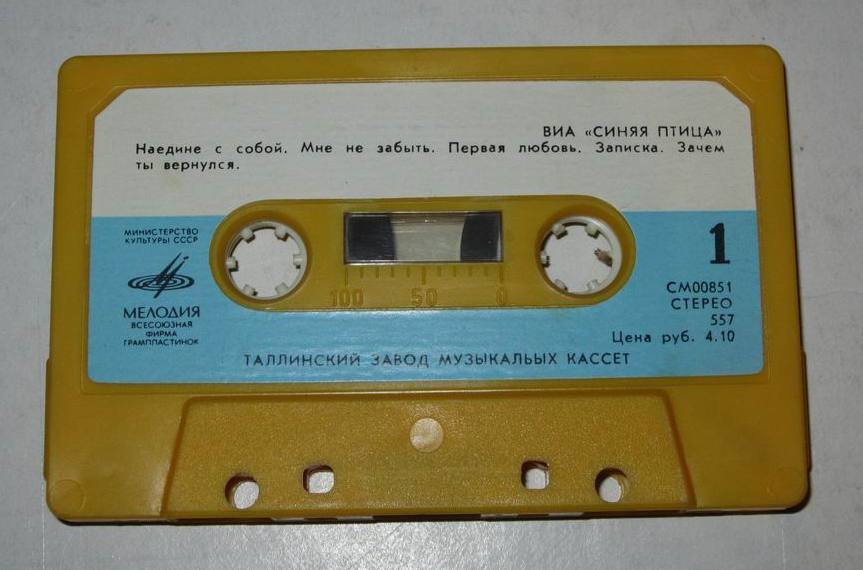 ВИА «СИНЯЯ ПТИЦА»
Наедине с собой. Мне не забыть. Первая любовь. Записка. Зачем
ты вернулся.
МИНИСТЕРСТВО
КУЛЬТУРЫ СССР
МЕЛОДИЯ
ВСЕСОЮЗНАЯ
ФИРМА
ГРАМПЛАСТИНОК
100 50 0
1
СМ00851
СТЕРЕО
557
Цена руб. 4.10
ТАЛЛИНСКИЙ ЗАВОД МУЗЫКАЛЬЫХ КАССЕТ